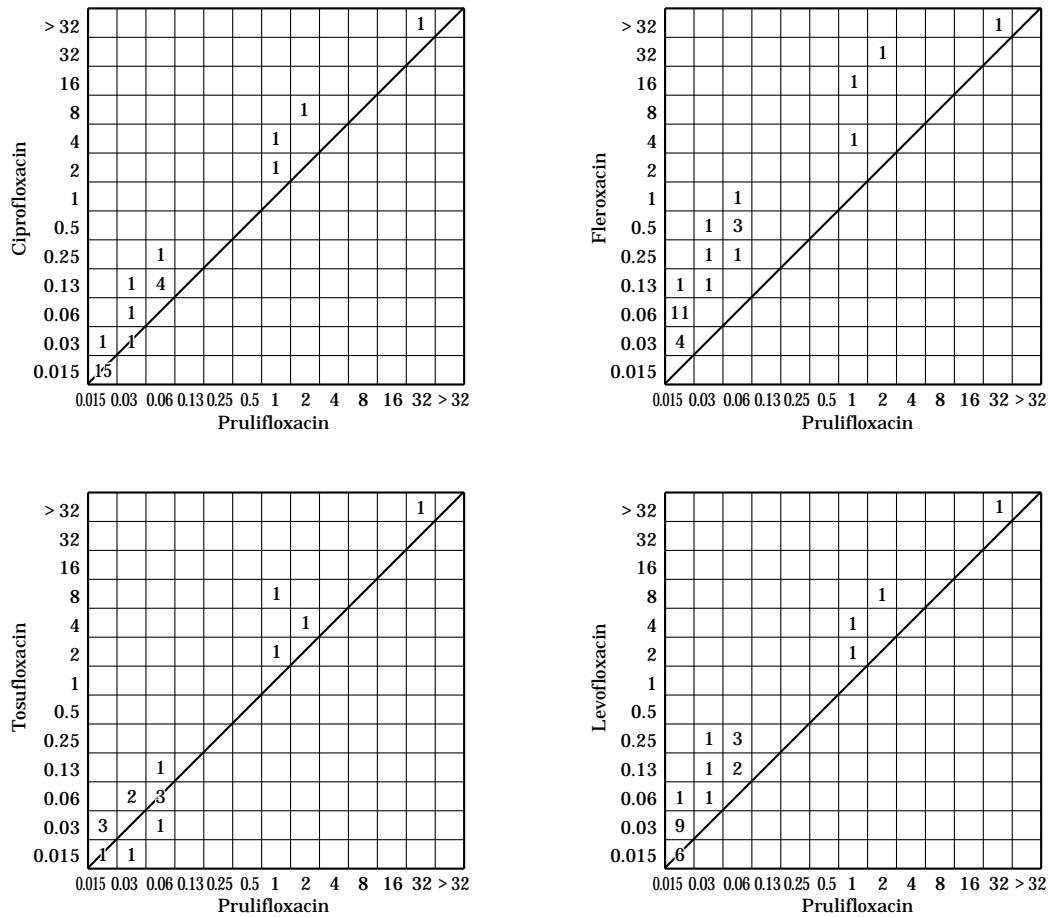 Ciprofloxacin
> 32 1
32
16
8 1
4 1
2 1
1
0.5
0.25 1
0.13 1 4
0.06 1
0.03 1 1
0.015 15
0.015 0.03 0.06 0.13 0.25 0.5 1 2 4 8 16 32 > 32
Prulifloxacin
Fleroxacin
> 32 1
32 1
16 1
8
4 1
2
1 1
0.5 1 3
0.25 1 1
0.13 1 1
0.06 11
0.03 4
0.015
0.015 0.03 0.06 0.13 0.25 0.5 1 2 4 8 16 32 > 32
Prulifloxacin
Tosufloxacin
> 32 1
32
16
8 1
4 1
2 1
1
0.5
0.25
0.13 1
0.06 2 3
0.03 3 1
0.015 1 1
0.015 0.03 0.06 0.13 0.25 0.5 1 2 4 8 16 32 > 32
Prulifloxacin
Levofloxacin
> 32 1
32
16
8 1
4 1
2 1
1
0.5
0.25 1 3
0.13 1 2
0.06 1 1
0.03 9
0.015 6
0.015 0.03 0.06 0.13 0.25 0.5 1 2 4 8 16 32 > 32
Prulifloxacin